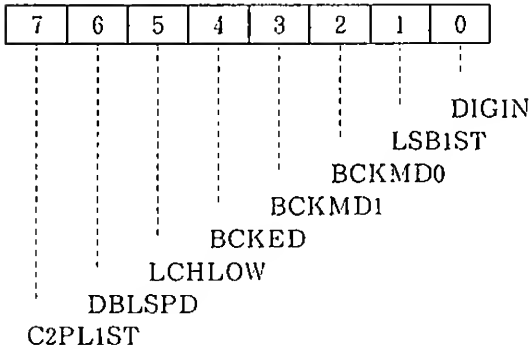 7 6 5 4 3 2 1 0
DIGIN
LSB1ST
BCKMD0
BCKMD1
BCKED
LCHLOW
DBLSPD
C2PL1ST